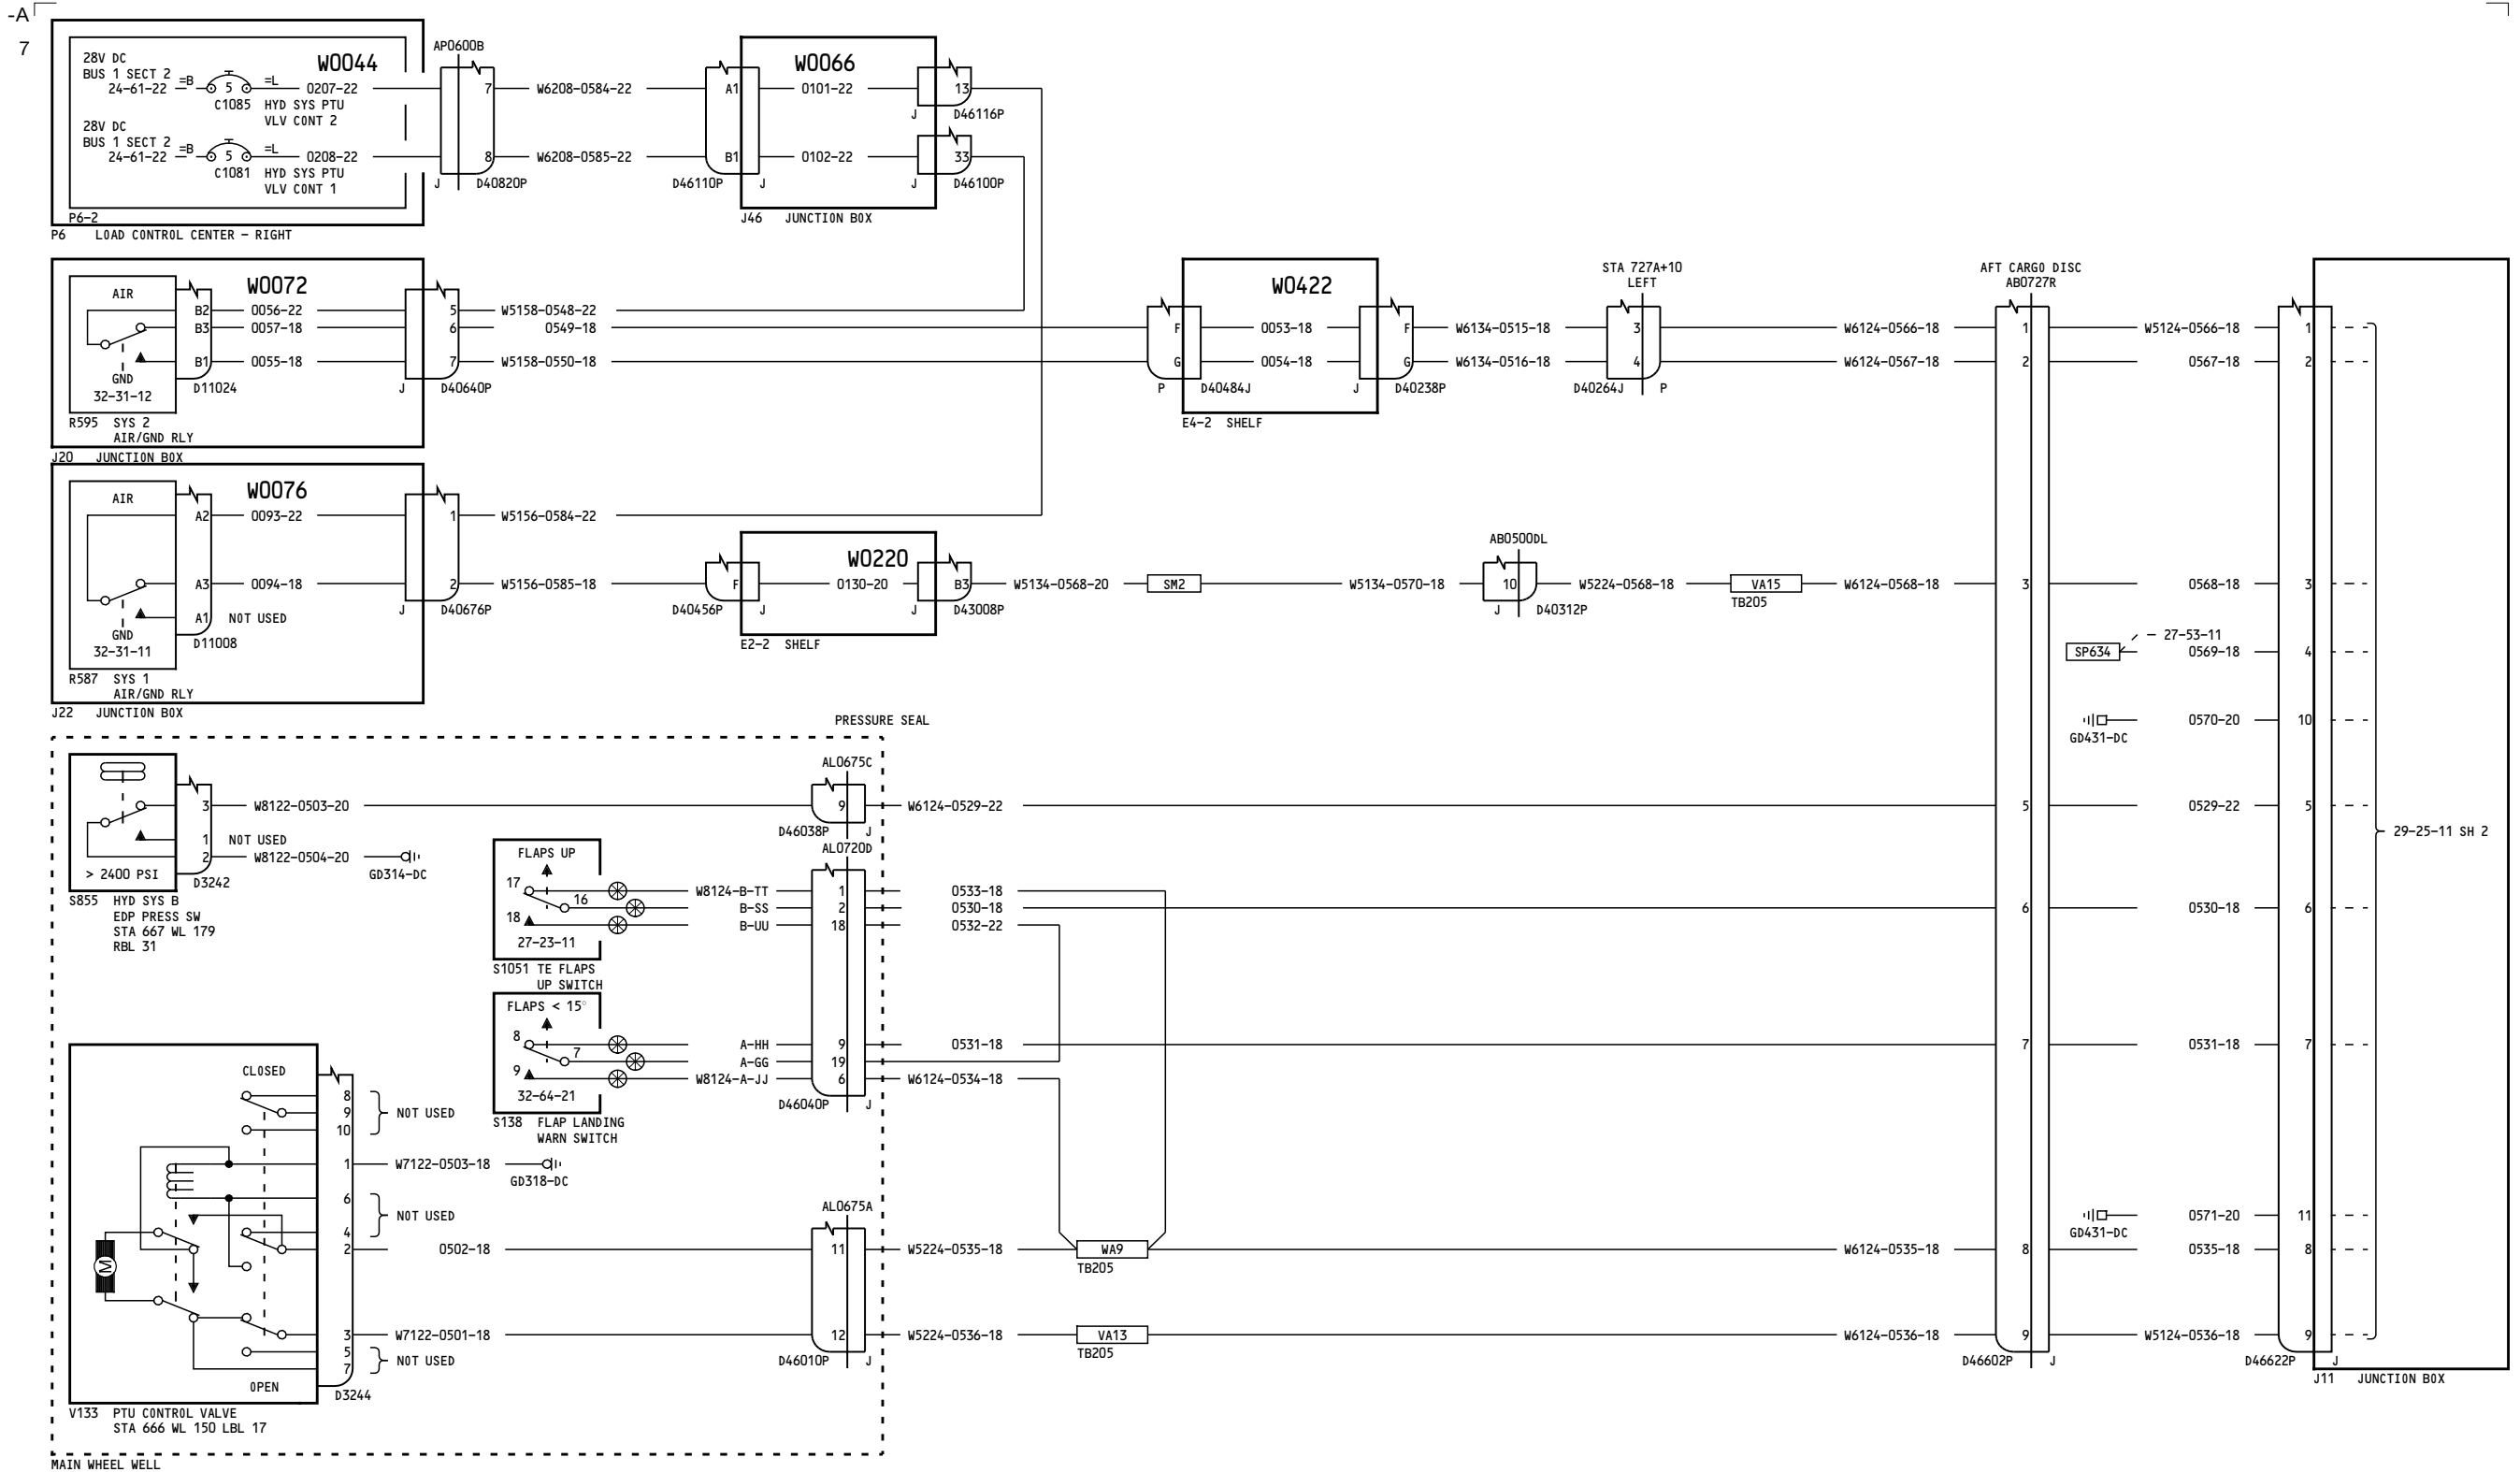 -A
7
28V DC
BUS 1 SECT 2
24-61-22
=B
5
C1085
=L
HYD SYS PTU
VLV CONT 2
W0044
0207-22
28V DC
BUS 1 SECT 2
24-61-22
=B
5
C1081
=L
HYD SYS PTU
VLV CONT 1
0208-22
P6-2
P6 LOAD CONTROL CENTER - RIGHT
AP0600B
7
8
J
D40820P
W6208-0584-22
W6208-0585-22
A1
B1
D46110P
J
W0066
0101-22
0102-22
13
J
D46116P
33
J
D46100P
J46 JUNCTION BOX
W0072
AIR
GND
32-31-12
B2 0056-22
B3 0057-18
B1 0055-18
D11024
R595 SYS 2
AIR/GND RLY
J20 JUNCTION BOX
5 W5158-0548-22
6 0549-18
7 W5158-0550-18
J
D40640P
W0422
F 0053-18 F
G 0054-18 G
P
D40484J
J
D40238P
E4-2 SHELF
W6134-0515-18
W6134-0516-18
STA 727A+10
LEFT
3
4
D40264J
P
W6124-0566-18
W6124-0567-18
AFT CARGO DISC
AB0727R
1 W5124-0566-18 1
2 0567-18 2
W0076
AIR
GND
32-31-11
A2 0093-22
A3 0094-18
A1 NOT USED
D11008
R587 SYS 1
AIR/GND RLY
J22 JUNCTION BOX
1 W5156-0584-22
2 W5156-0585-18
J
D40676P
F
D40456P
J
W0220
0130-20
B3
J
D43008P
E2-2 SHELF
W5134-0568-20
SM2
W5134-0570-18
AB0500DL
10
J
D40312P
W5224-0568-18
VA15
TB205
W6124-0568-18
3 0568-18 3
27-53-11
SP634 0569-18 4
0570-20 10
GD431-DC
PRESSURE SEAL
> 2400 PSI
3 W8122-0503-20
1 NOT USED
2 W8122-0504-20
GD314-DC
D3242
S855 HYD SYS B
EDP PRESS SW
STA 667 WL 179
RBL 31
AL0675C
9
D46038P
J
W6124-0529-22
5 0529-22 5
29-25-11 SH 2
FLAPS UP
17
16
18
27-23-11
S1051 TE FLAPS
UP SWITCH
W8124-B-TT
B-SS
B-UU
AL0720D
1 0533-18
2 0530-18
18 0532-22
6 0530-18 6
FLAPS < 15°
8
7
9
32-64-21
S138 FLAP LANDING
WARN SWITCH
A-HH
A-GG
W8124-A-JJ
9 0531-18
19
6 W6124-0534-18
D46040P
J
7 0531-18 7
CLOSED
8
9
10
NOT USED
1 W7122-0503-18
GD318-DC
6
4
NOT USED
2 0502-18
M
3 W7122-0501-18
5
7
NOT USED
OPEN
D3244
V133 PTU CONTROL VALVE
STA 666 WL 150 LBL 17
MAIN WHEEL WELL
AL0675A
11
12
D46010P
J
W5224-0535-18
WA9
TB205
W6124-0535-18
0571-20 11
GD431-DC
8 0535-18 8
W5224-0536-18
VA13
TB205
W6124-0536-18
9 W5124-0536-18 9
D46602P
J
D46622P
J
J11 JUNCTION BOX